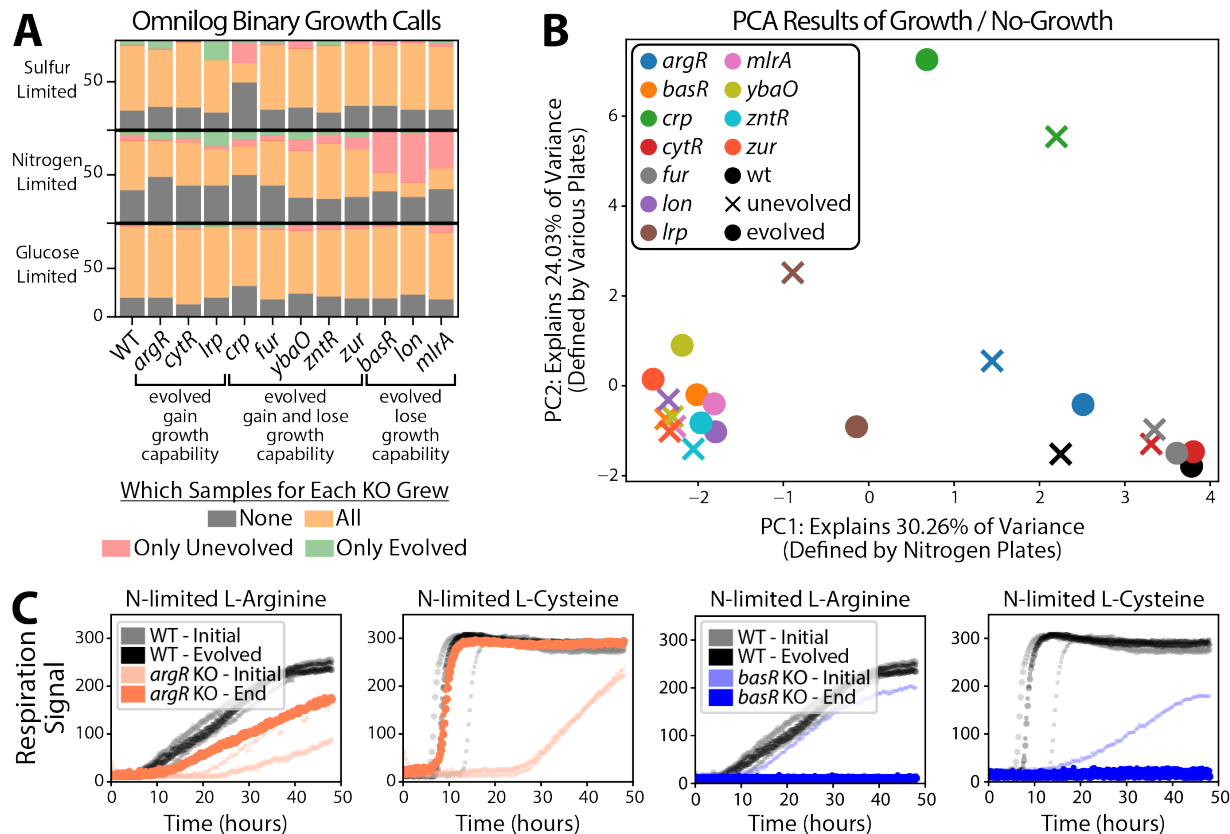 A
Omnilog Binary Growth Calls
Sulfur
Limited
50
Nitrogen
Limited
50
Glucose
Limited
50
0
WT
argR
cytR
lrp
crp
fur
ybaO
zntR
zur
basR
lon
mlrA
evolved
gain
growth
capability
evolved
gain and lose
growth
capability
evolved
lose
growth
capability
Which Samples for Each KO Grew
None
All
Only Unevolved
Only Evolved
B
PCA Results of Growth / No-Growth
PC2: Explains 24.03% of Variance
(Defined by Various Plates)
6
4
2
0
−2
argR
basR
crp
cytR
fur
lon
lrp
mlrA
ybaO
zntR
zur
wt
unevolved
evolved
−2
−1
0
1
2
3
4
PC1: Explains 30.26% of Variance
(Defined by Nitrogen Plates)
C
Respiration
Signal
N-limited L-Arginine
300
200
100
0
WT - Initial
WT - Evolved
argR KO - Initial
argR KO - End
0 10 20 30 40 50
Time (hours)
N-limited L-Cysteine
300
200
100
0
0 10 20 30 40 50
Time (hours)
N-limited L-Arginine
300
200
100
0
WT - Initial
WT - Evolved
basR KO - Initial
basR KO - End
0 10 20 30 40 50
Time (hours)
N-limited L-Cysteine
300
200
100
0
0 10 20 30 40 50
Time (hours)